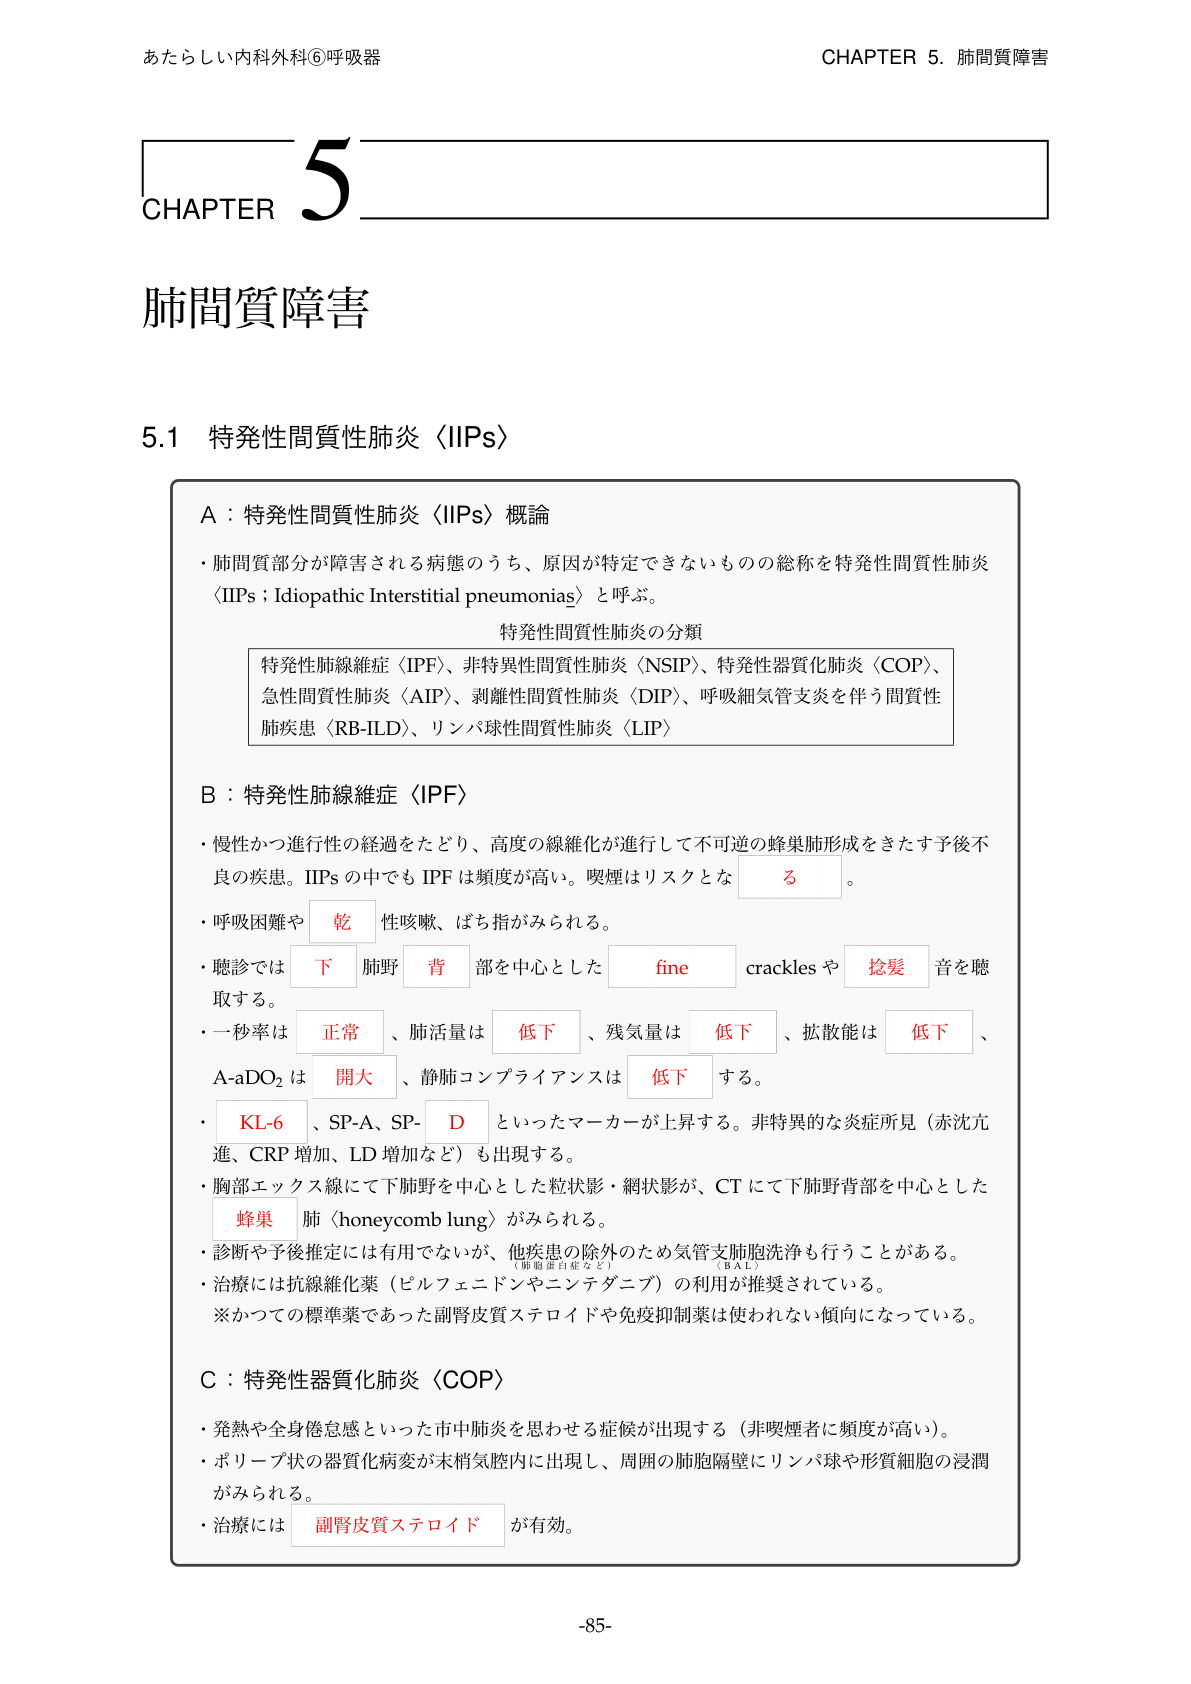 あたらしい内科外科⑥呼吸器
CHAPTER 5. 肺間質障害
CHAPTER 5
肺間質障害
5.1 特発性間質性肺炎〈IIPs〉
A：特発性間質性肺炎〈IIPs〉概論
・肺間質部分が障害される病態のうち、原因が特定できないものの総称を特発性間質性肺炎
〈IIPs；Idiopathic Interstitial pneumonias〉と呼ぶ。
特発性間質性肺炎の分類
特発性肺線維症〈IPF〉、非特異性間質性肺炎〈NSIP〉、特発性器質化肺炎〈COP〉、
急性間質性肺炎〈AIP〉、剥離性間質性肺炎〈DIP〉、呼吸細気管支炎を伴う間質性
肺疾患〈RB-ILD〉、リンパ球性間質性肺炎〈LIP〉
B：特発性肺線維症〈IPF〉
・慢性かつ進行性の経過をたどり、高度の線維化が進行して不可逆の蜂巣肺形成をきたす予後不
良の疾患。IIPs の中でも IPF は頻度が高い。喫煙はリスクとな る 。
・呼吸困難や 乾 性咳嗽、ばち指がみられる。
・聴診では 下 肺野 背 部を中心とした fine crackles や 捻髪 音を聴
取する。
・一秒率は 正常 、肺活量は 低下 、残気量は 低下 、拡散能は 低下 、
A-aDO₂ は 開大 、静肺コンプライアンスは 低下 する。
・ KL-6 、SP-A、SP- D といったマーカーが上昇する。非特異的な炎症所見（赤沈亢
進、CRP 増加、LD 増加など）も出現する。
・胸部エックス線にて下肺野を中心とした粒状影・網状影が、CT にて下肺野背部を中心とした
蜂巣 肺〈honeycomb lung〉がみられる。
・診断や予後推定には有用でないが、他疾患の除外のため気管支肺胞洗浄も行うことがある。
（肺胞蛋白症など） 〈BAL〉
・治療には抗線維化薬（ピルフェニドンやニンテダニブ）の利用が推奨されている。
※かつての標準薬であった副腎皮質ステロイドや免疫抑制薬は使われない傾向になっている。
C：特発性器質化肺炎〈COP〉
・発熱や全身倦怠感といった市中肺炎を思わせる症候が出現する（非喫煙者に頻度が高い）。
・ポリープ状の器質化病変が末梢気腔内に出現し、周囲の肺胞隔壁にリンパ球や形質細胞の浸潤
がみられる。
・治療には 副腎皮質ステロイド が有効。
-85-